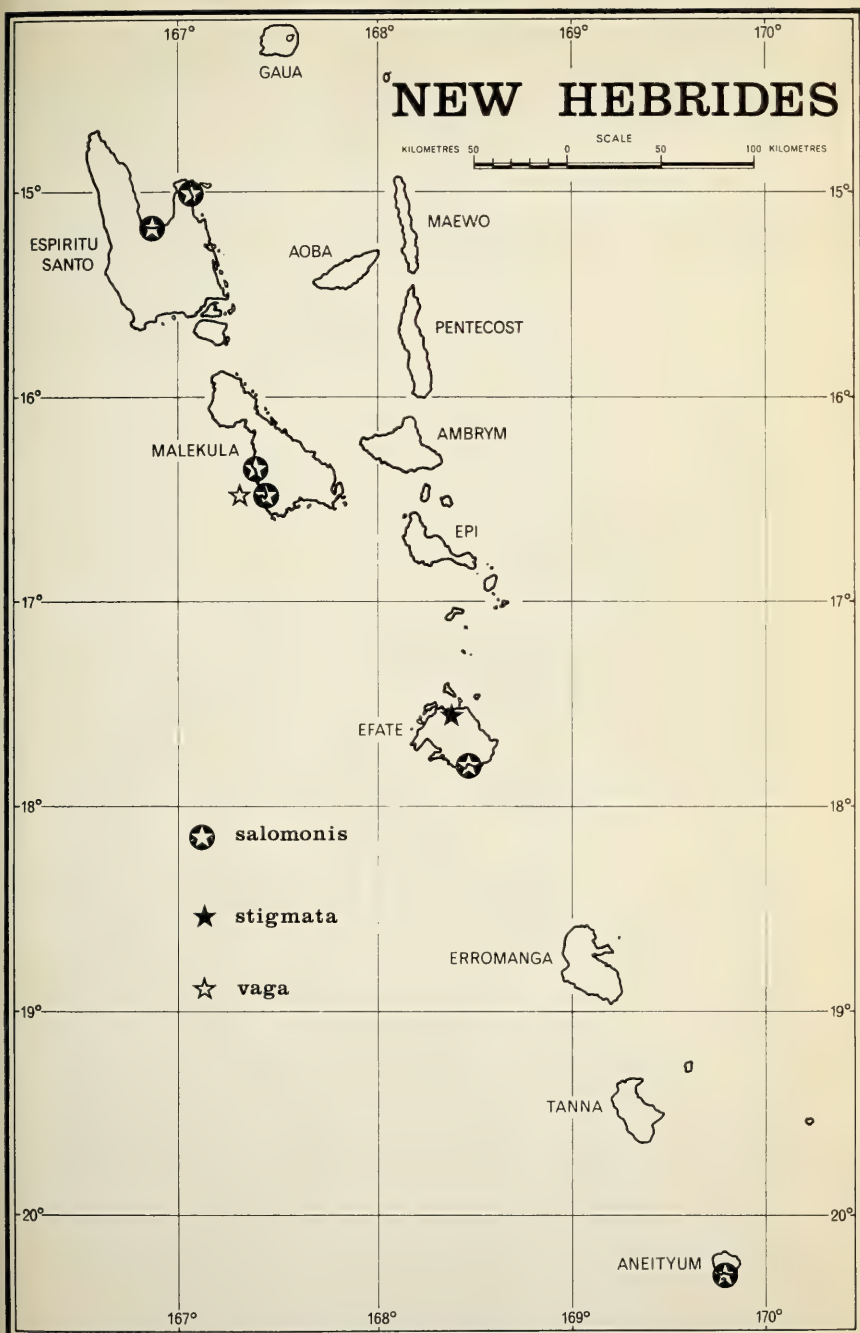 167° 168° 169° 170°
GAUA
NEW HEBRIDES
SCALE
KILOMETRES 50 0 50 100 KILOMETRES
15° 15°
MAEWO
ESPIRITU
SANTO
AOBA
PENTECOST
16° 16°
AMBRYM
MALEKULA
EPI
17° 17°
EFATE
18° 18°
salomonis
stigmata
vaga
ERROMANGA
19° 19°
TANNA
20° 20°
ANEITYUM
167° 168° 169° 170°